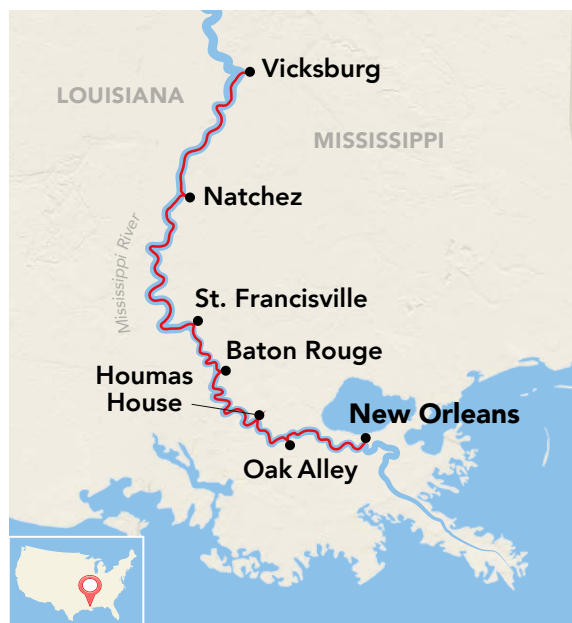 Vicksburg
LOUISIANA
MISSISSIPPI
Natchez
Mississippi River
St. Francisville
Baton Rouge
Houmas
House
New Orleans
Oak Alley